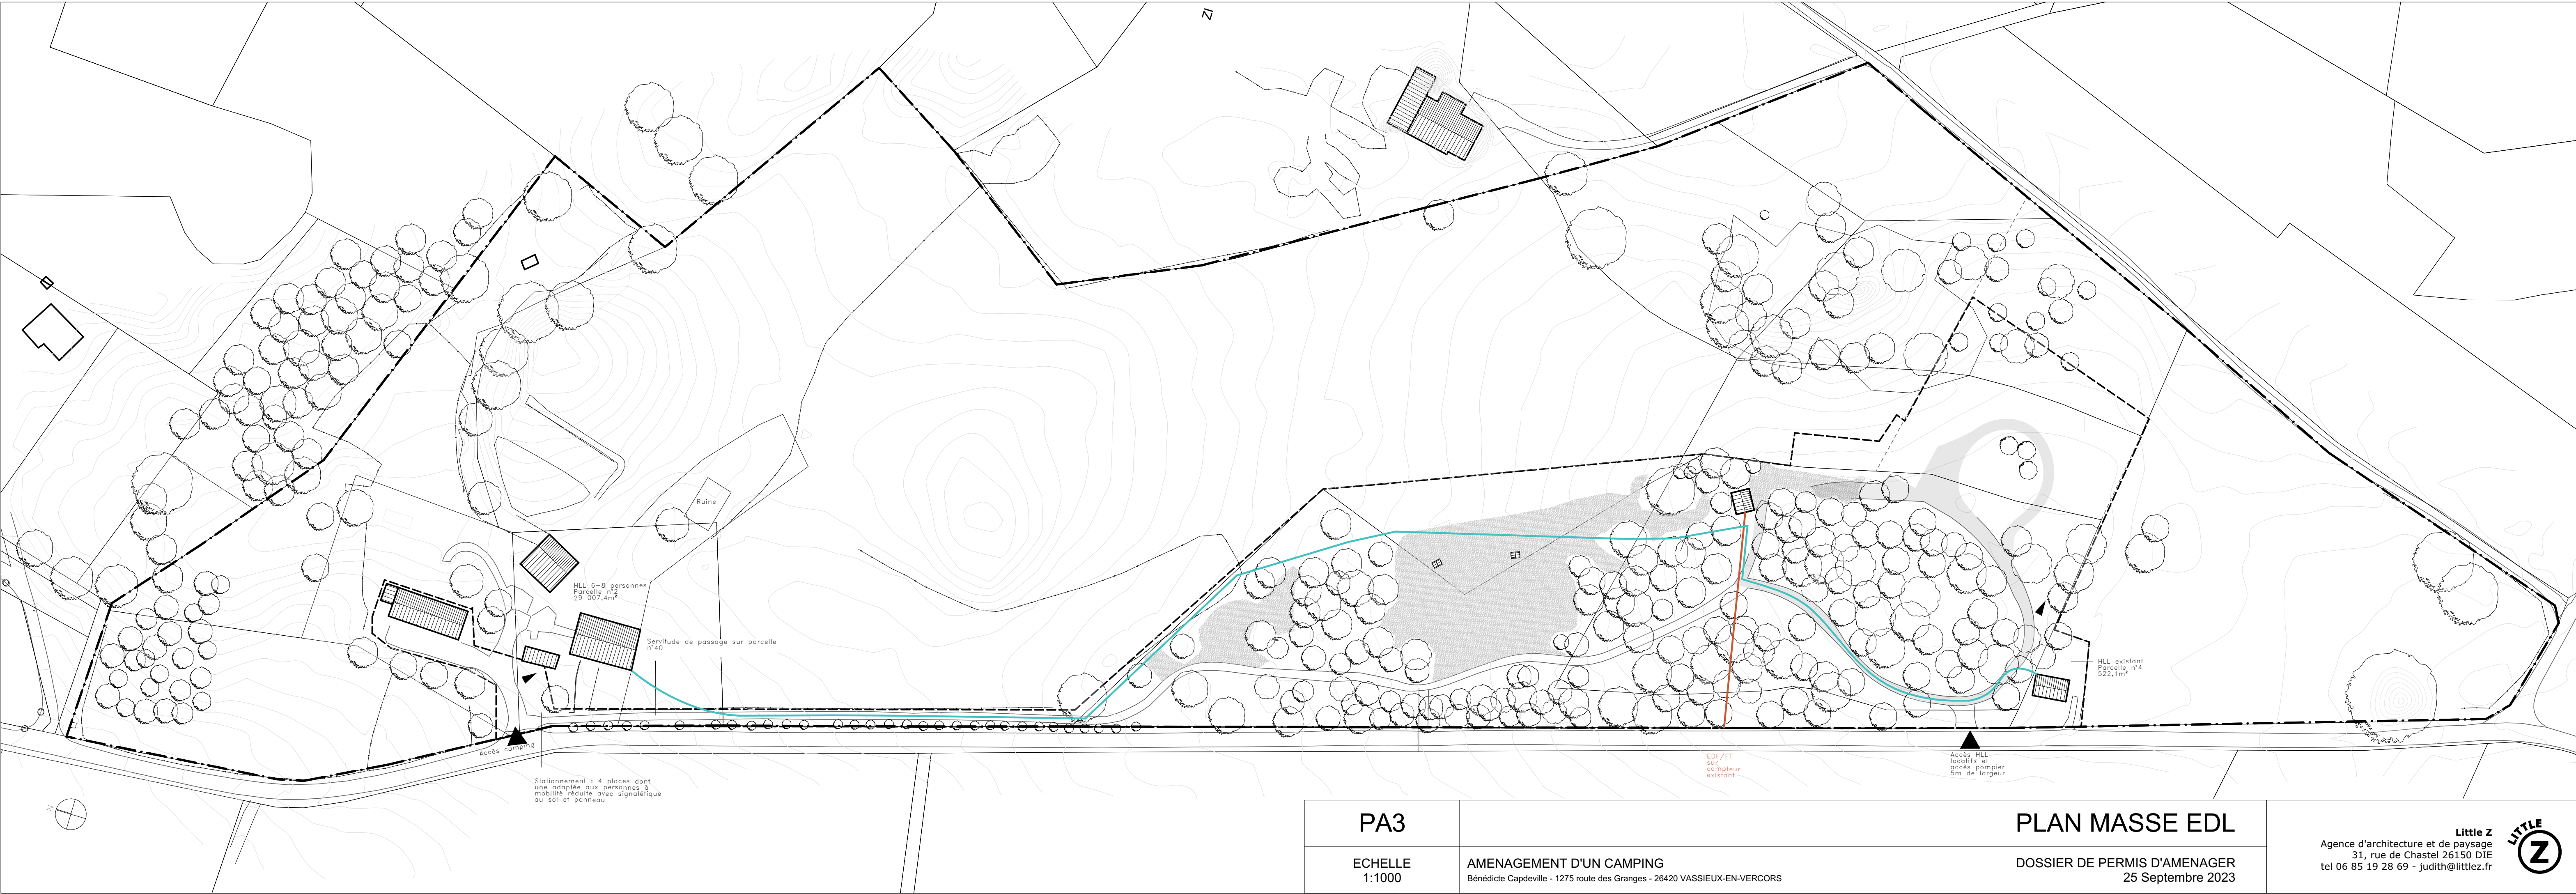 ZI
Ruine
HLL 6-8 personnes
Parcelle n°2
29 007,4m²
Servitude de passage sur parcelle
n°40
HLL existant
Parcelle n°4
522,1m²
Accès camping
Stationnement : 4 places dont
une adaptée aux personnes à
mobilité réduite avec signalétique
au sol et panneau
EDF/FT
sur
compteur
existant
Accès HLL
locatifs et
accès pompier
5m de largeur
N
PA3
PLAN MASSE EDL
ECHELLE
1:1000
AMENAGEMENT D'UN CAMPING
Bénédicte Capdeville - 1275 route des Granges - 26420 VASSIEUX-EN-VERCORS
DOSSIER DE PERMIS D'AMENAGER
25 Septembre 2023
Little Z
Agence d'architecture et de paysage
31, rue de Chastel 26150 DIE
tel 06 85 19 28 69 - judith@littlez.fr
LITTLE
Z